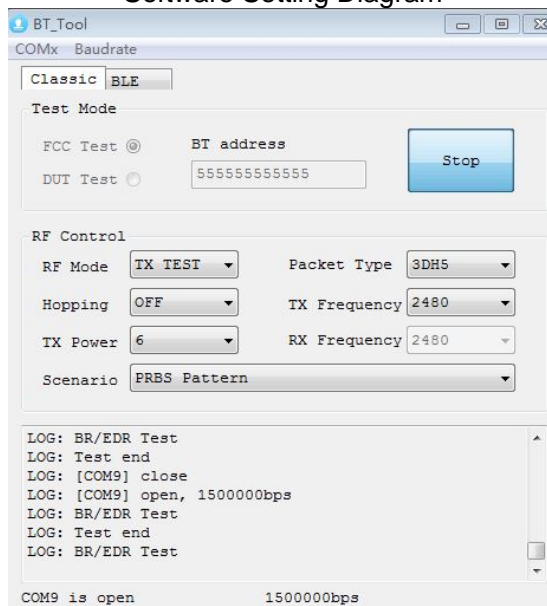 Software Setting Diagram
BT_Tool
COMx Baudrate
Classic BLE
Test Mode
FCC Test BT address
DUT Test 555555555555
Stop
RF Control
RF Mode TX TEST Packet Type 3DH5
Hopping OFF TX Frequency 2480
TX Power 6 RX Frequency 2480
Scenario PRBS Pattern
LOG: BR/EDR Test
LOG: Test end
LOG: [COM9] close
LOG: [COM9] open, 1500000bps
LOG: BR/EDR Test
LOG: Test end
LOG: BR/EDR Test
COM9 is open 1500000bps